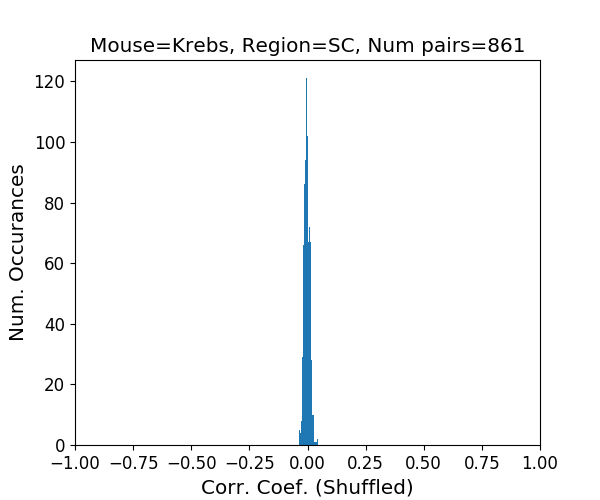 Mouse=Krebs, Region=SC, Num pairs=861
120
100
80
60
40
20
0
Num. Occurances
−1.00 −0.75 −0.50 −0.25 0.00 0.25 0.50 0.75 1.00
Corr. Coef. (Shuffled)